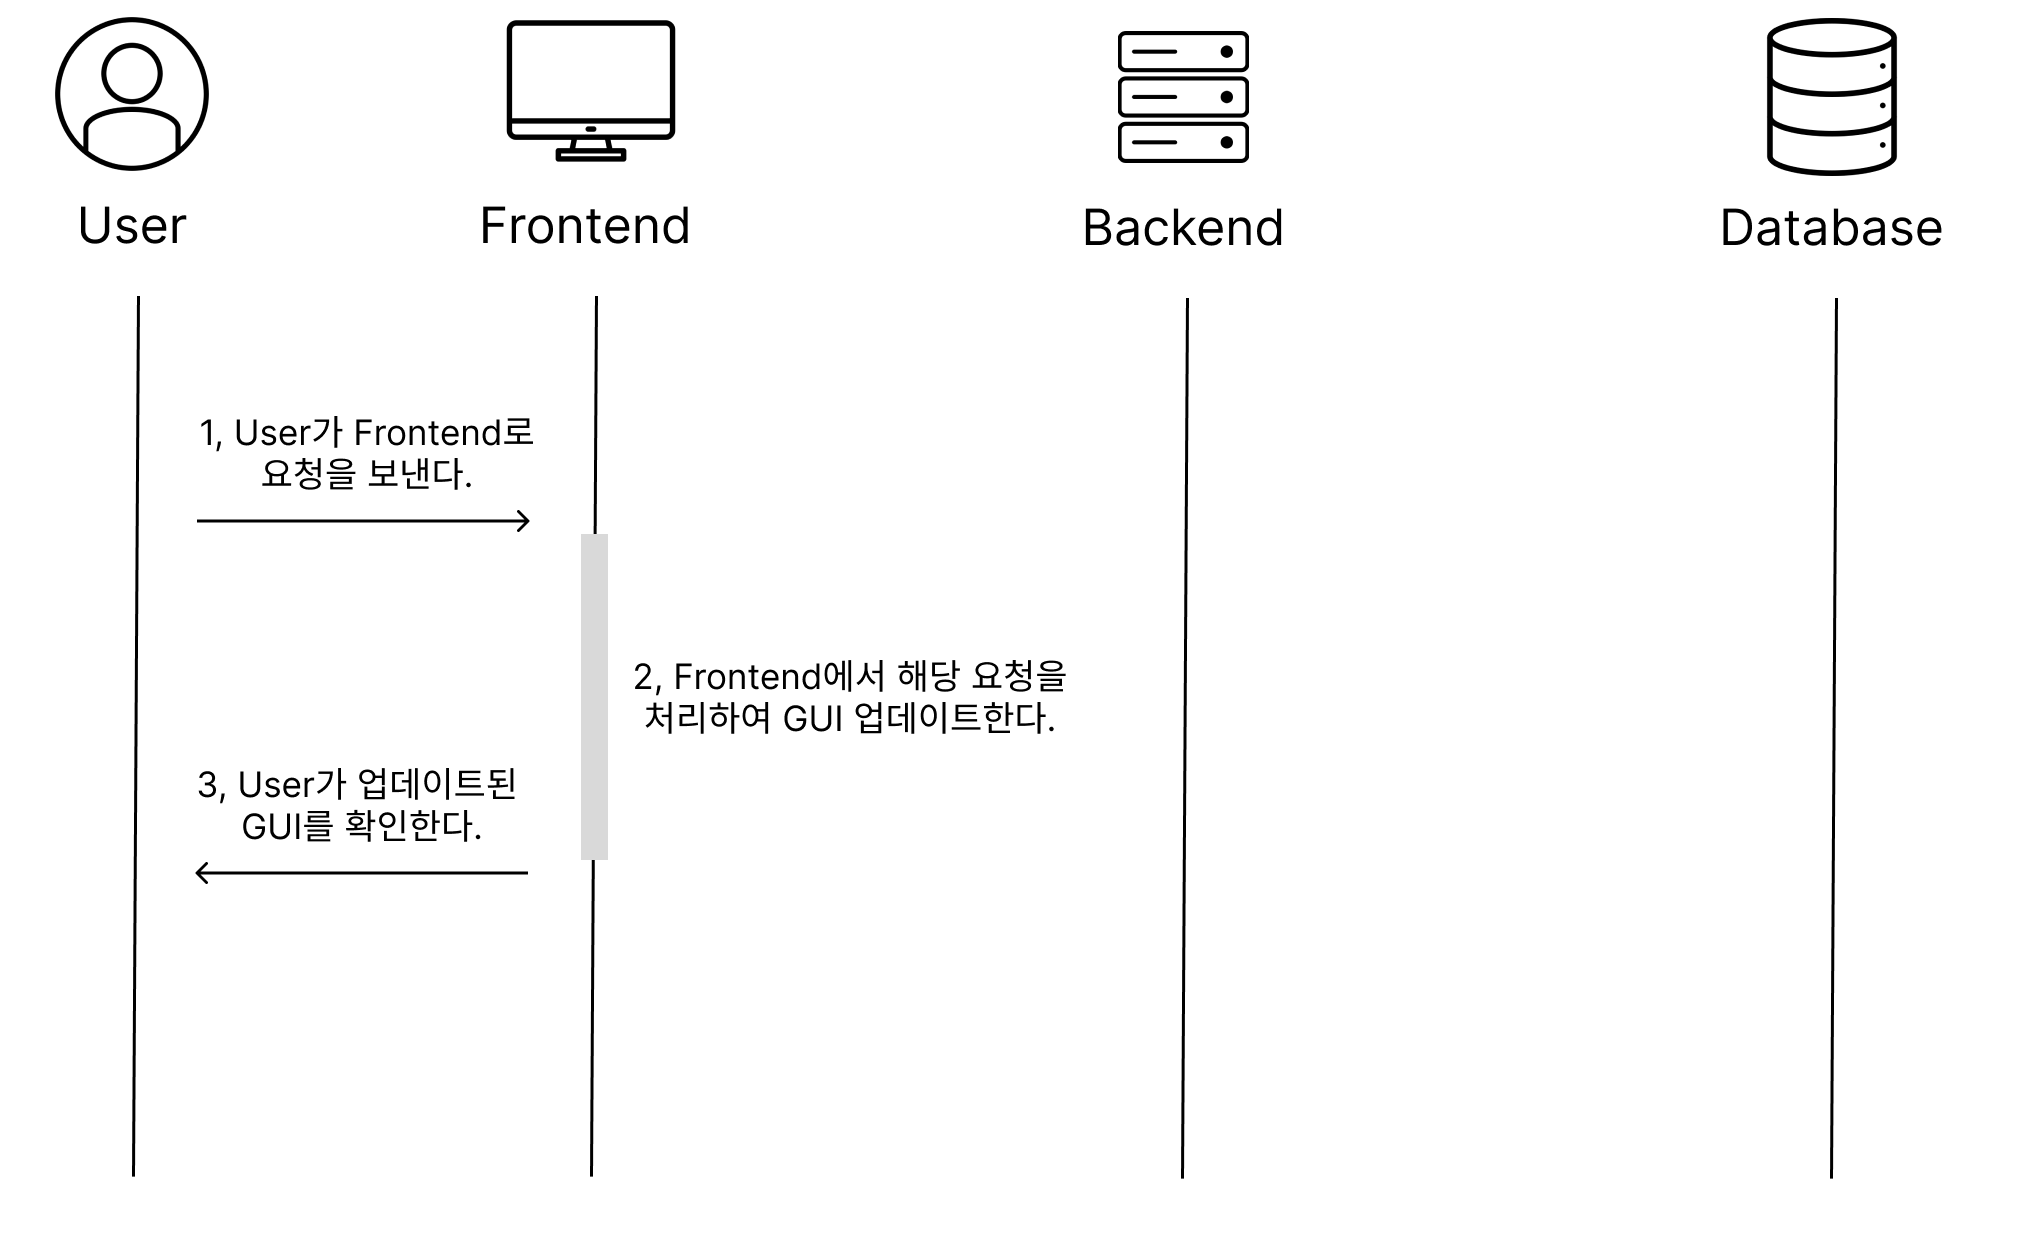 User
Frontend
Backend
Database
1, User가 Frontend로
요청을 보낸다.
2, Frontend에서 해당 요청을
처리하여 GUI 업데이트한다.
3, User가 업데이트된
GUI를 확인한다.